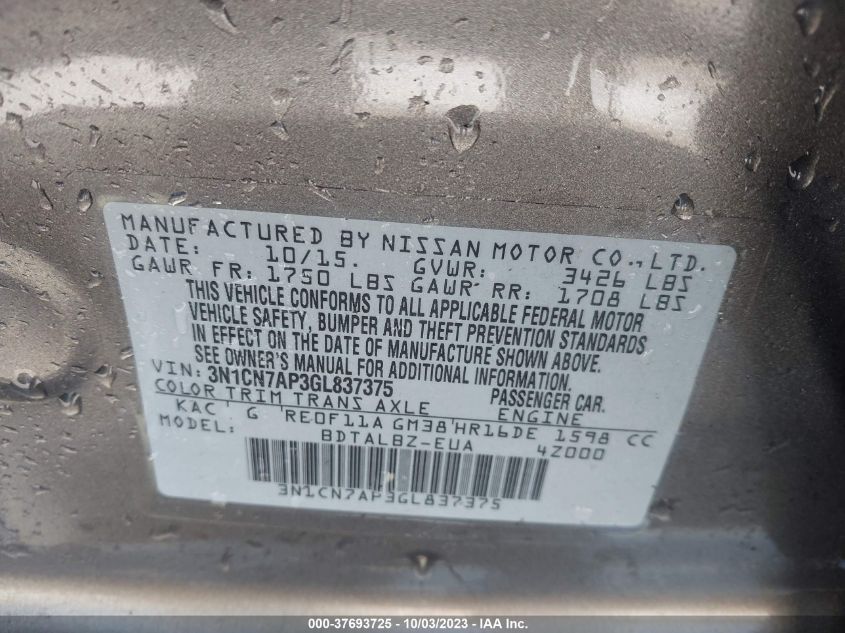 MANUFACTURED BY NISSAN MOTOR CO., LTD.
DATE: 10/15. GVWR: 3426 LBS
GAWR FR: 1750 LBS GAWR RR: 1708 LBS
THIS VEHICLE CONFORMS TO ALL APPLICABLE FEDERAL MOTOR
VEHICLE SAFETY, BUMPER AND THEFT PREVENTION STANDARDS
IN EFFECT ON THE DATE OF MANUFACTURE SHOWN ABOVE.
SEE OWNER'S MANUAL FOR ADDITIONAL INFORMATION.
VIN: 3N1CN7AP3GL837375 PASSENGER CAR.
COLOR TRIM TRANS AXLE ENGINE
KAC G RE0F11A GM38 HR16DE 1598 CC
MODEL: BDTALBZ-EUA 4Z000
3N1CN7AP3GL837375
000-37693725 - 10/03/2023 - IAA Inc.